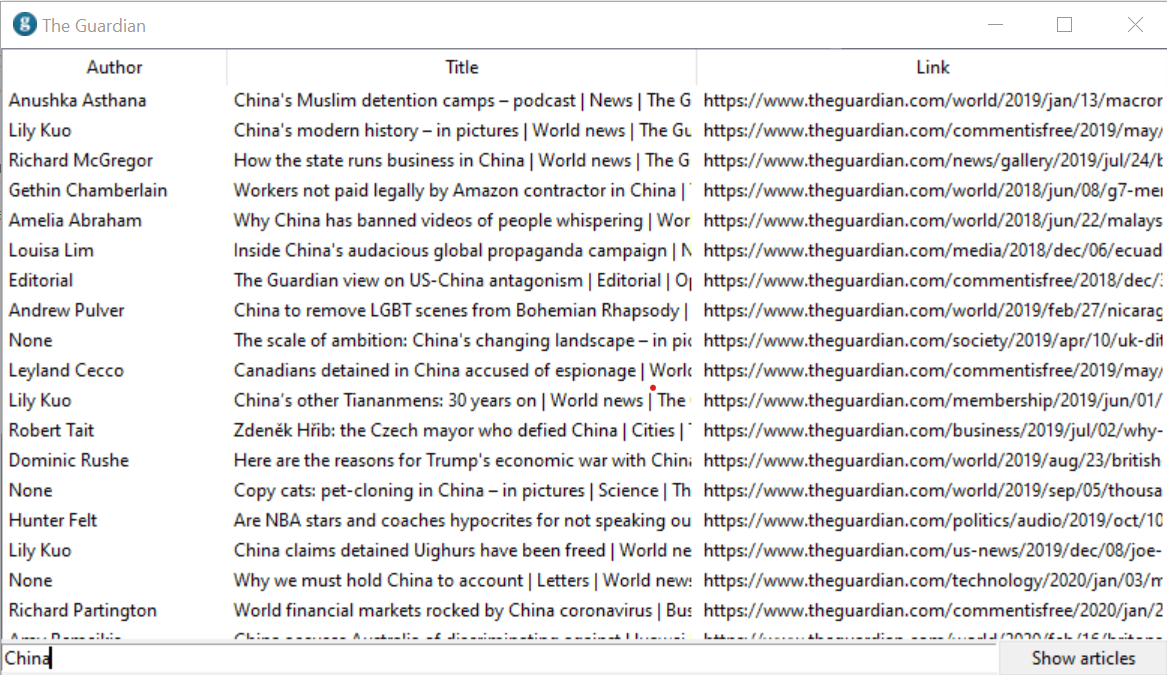 g The Guardian
Author Title Link
Anushka Asthana China's Muslim detention camps – podcast | News | The G https://www.theguardian.com/world/2019/jan/13/macror
Lily Kuo China's modern history – in pictures | World news | The Gu https://www.theguardian.com/commentisfree/2019/may/
Richard McGregor How the state runs business in China | World news | The G https://www.theguardian.com/news/gallery/2019/jul/24/b
Gethin Chamberlain Workers not paid legally by Amazon contractor in China | https://www.theguardian.com/world/2018/jun/08/g7-mer
Amelia Abraham Why China has banned videos of people whispering | Wor https://www.theguardian.com/world/2018/jun/22/malays
Louisa Lim Inside China's audacious global propaganda campaign | N https://www.theguardian.com/media/2018/dec/06/ecuad
Editorial The Guardian view on US-China antagonism | Editorial | Op https://www.theguardian.com/commentisfree/2018/dec/3
Andrew Pulver China to remove LGBT scenes from Bohemian Rhapsody | https://www.theguardian.com/world/2019/feb/27/nicarag
None The scale of ambition: China's changing landscape – in pic https://www.theguardian.com/society/2019/apr/10/uk-dit
Leyland Cecco Canadians detained in China accused of espionage | World https://www.theguardian.com/commentisfree/2019/may/
Lily Kuo China's other Tiananmens: 30 years on | World news | The https://www.theguardian.com/membership/2019/jun/01/
Robert Tait Zdeněk Hřib: the Czech mayor who defied China | Cities | https://www.theguardian.com/business/2019/jul/02/why-
Dominic Rushe Here are the reasons for Trump's economic war with China https://www.theguardian.com/world/2019/aug/23/british
None Copy cats: pet-cloning in China – in pictures | Science | Th https://www.theguardian.com/world/2019/sep/05/thousa
Hunter Felt Are NBA stars and coaches hypocrites for not speaking ou https://www.theguardian.com/politics/audio/2019/oct/10
Lily Kuo China claims detained Uighurs have been freed | World ne https://www.theguardian.com/us-news/2019/dec/08/joe-
None Why we must hold China to account | Letters | World news https://www.theguardian.com/technology/2020/jan/03/m
Richard Partington World financial markets rocked by China coronavirus | Bus https://www.theguardian.com/commentisfree/2020/jan/2
China Show articles